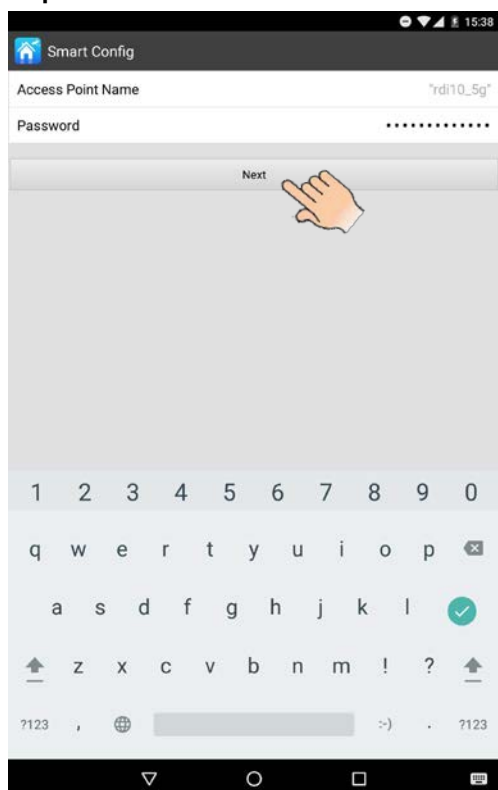 15:38
Smart Config
Access Point Name "rdi10_5g"
Password •••••••••••••
Next
1 2 3 4 5 6 7 8 9 0
q w e r t y u i o p
a s d f g h j k l
z x c v b n m ! ?
?123 , :-) . ?123